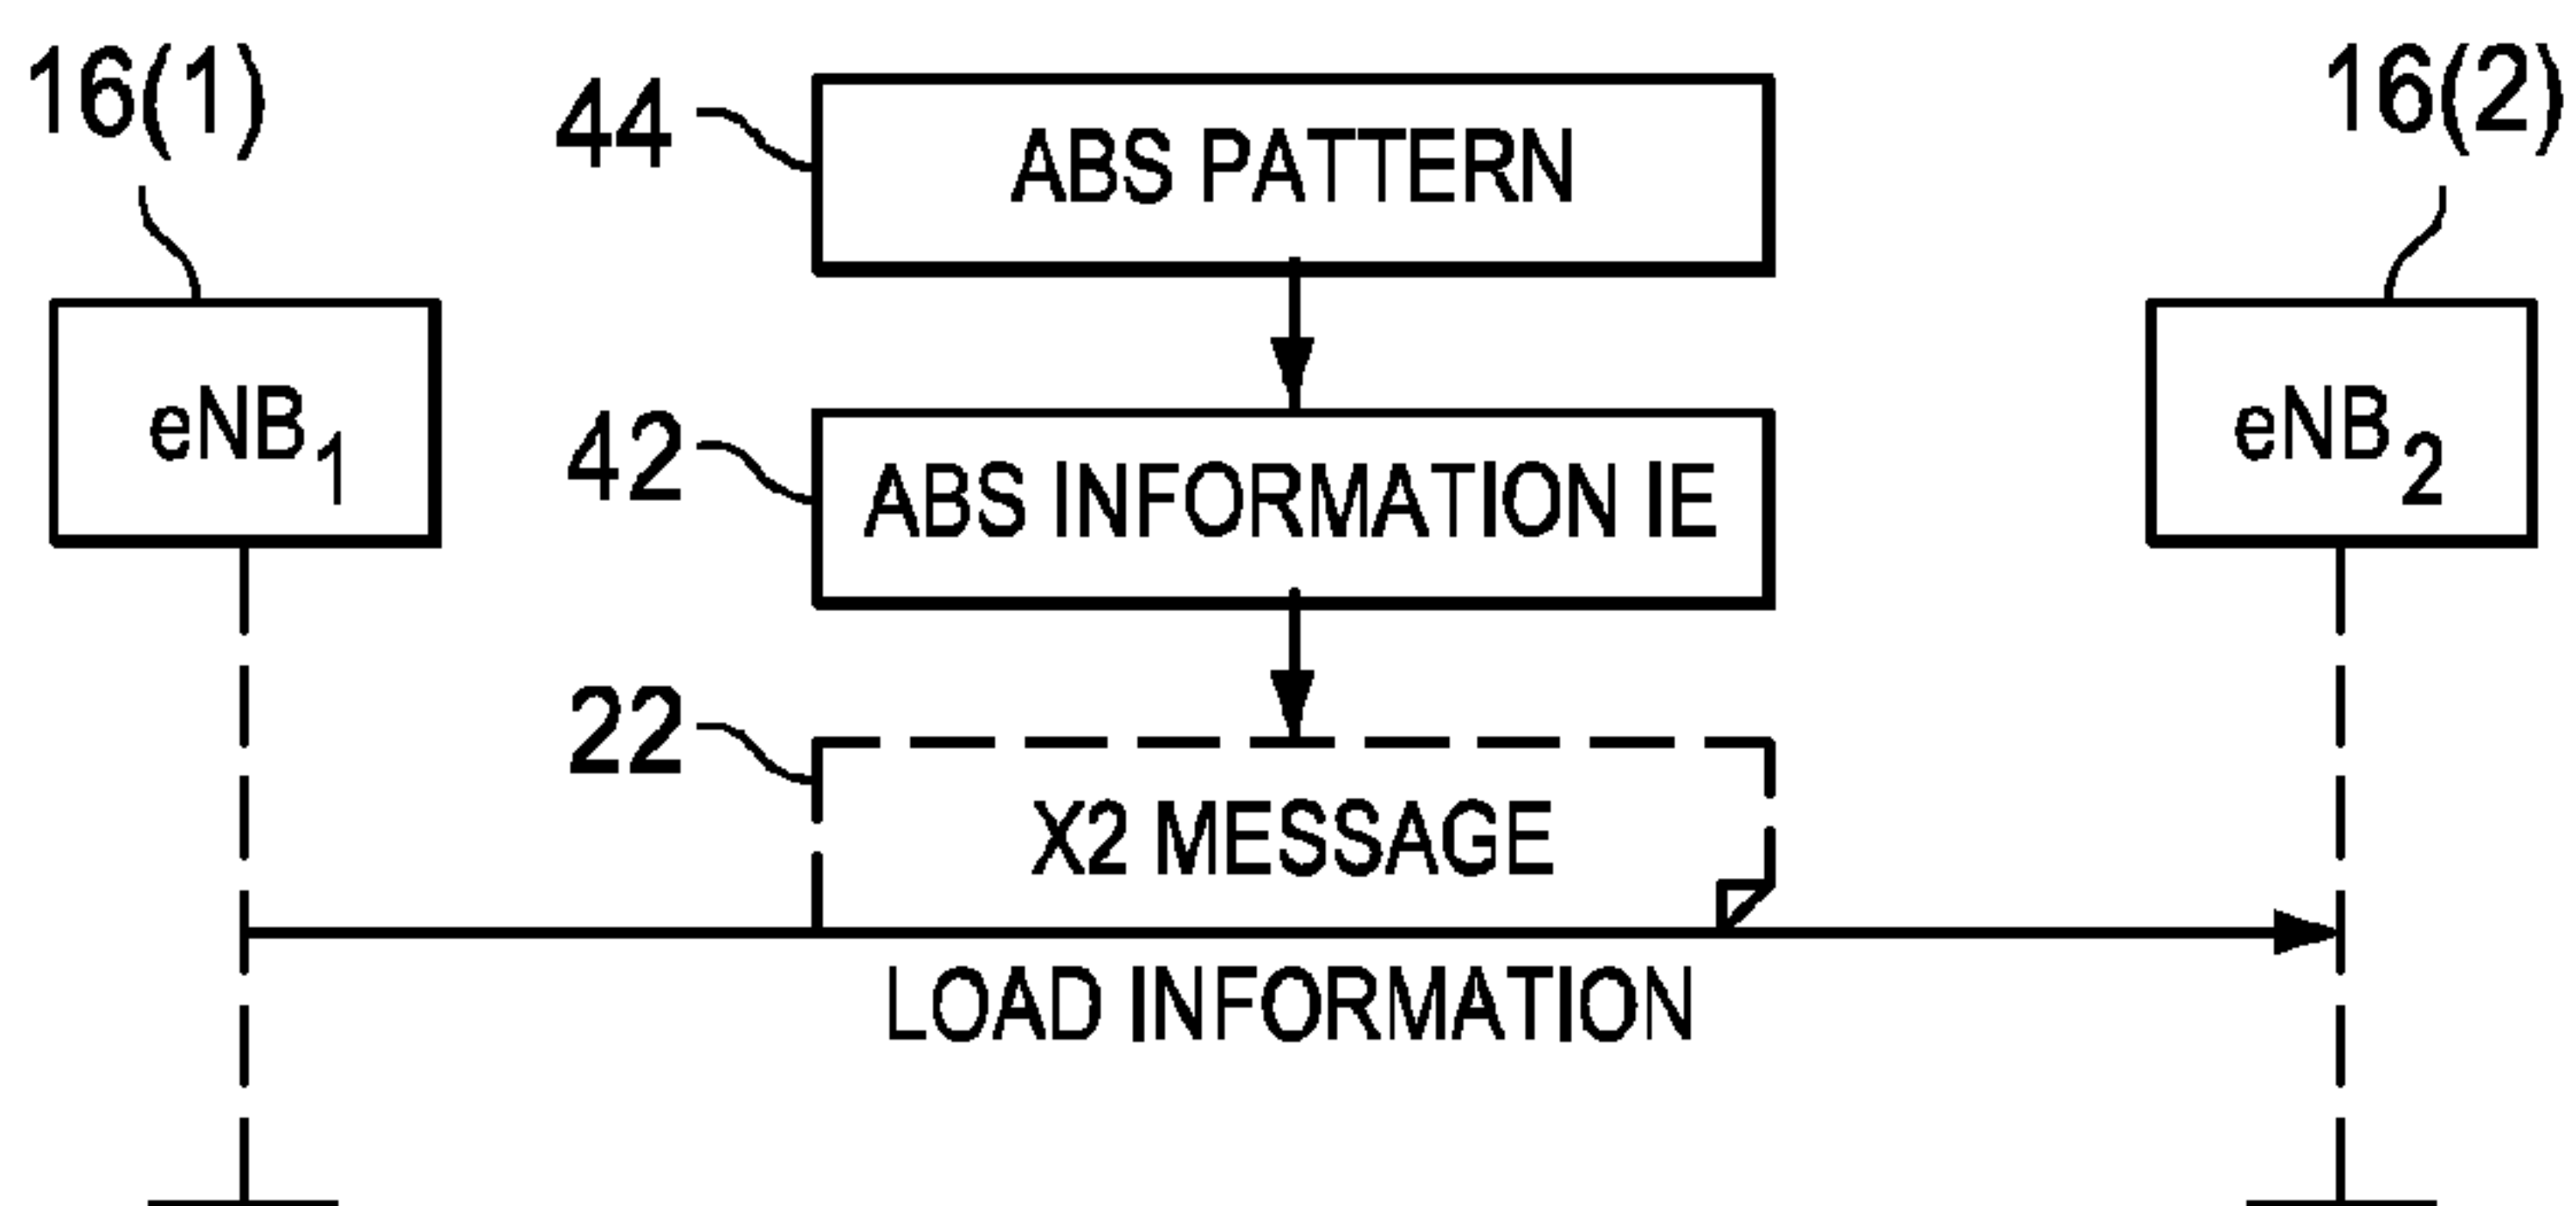 16(1)
44
ABS PATTERN
16(2)
eNB1
42
ABS INFORMATION IE
eNB2
22
X2 MESSAGE
LOAD INFORMATION